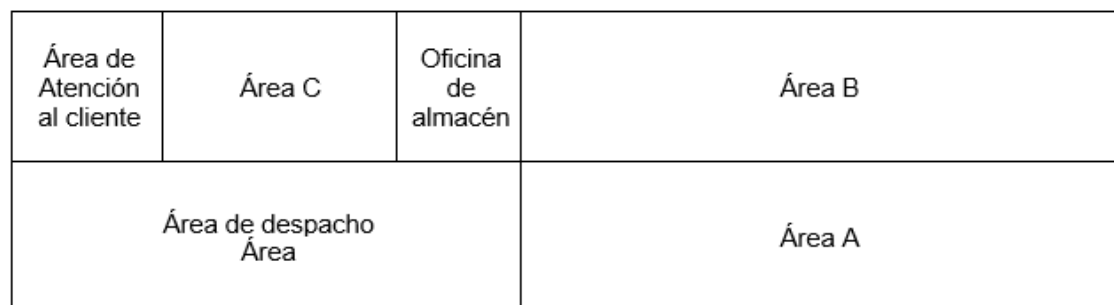 Área de
Atención
al cliente
Área C
Oficina
de
almacén
Área B
Área de despacho
Área
Área A